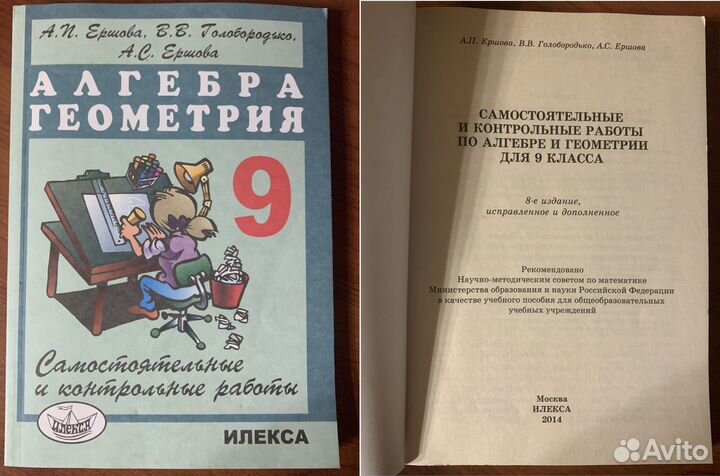 А.П. Ершова, В.В. Голобородько,
А.С. Ершова
АЛГЕБРА
ГЕОМЕТРИЯ
9
Самостоятельные
и контрольные работы
ИЛЕКСА
ИЛЕКСА
А.П. Ершова, В.В. Голобородько, А.С. Ершова
САМОСТОЯТЕЛЬНЫЕ
И КОНТРОЛЬНЫЕ РАБОТЫ
ПО АЛГЕБРЕ И ГЕОМЕТРИИ
ДЛЯ 9 КЛАССА
8-е издание,
исправленное и дополненное
Рекомендовано
Научно-методическим советом по математике
Министерства образования и науки Российской Федерации
в качестве учебного пособия для общеобразовательных
учебных учреждений
Москва
ИЛЕКСА
2014
Avito